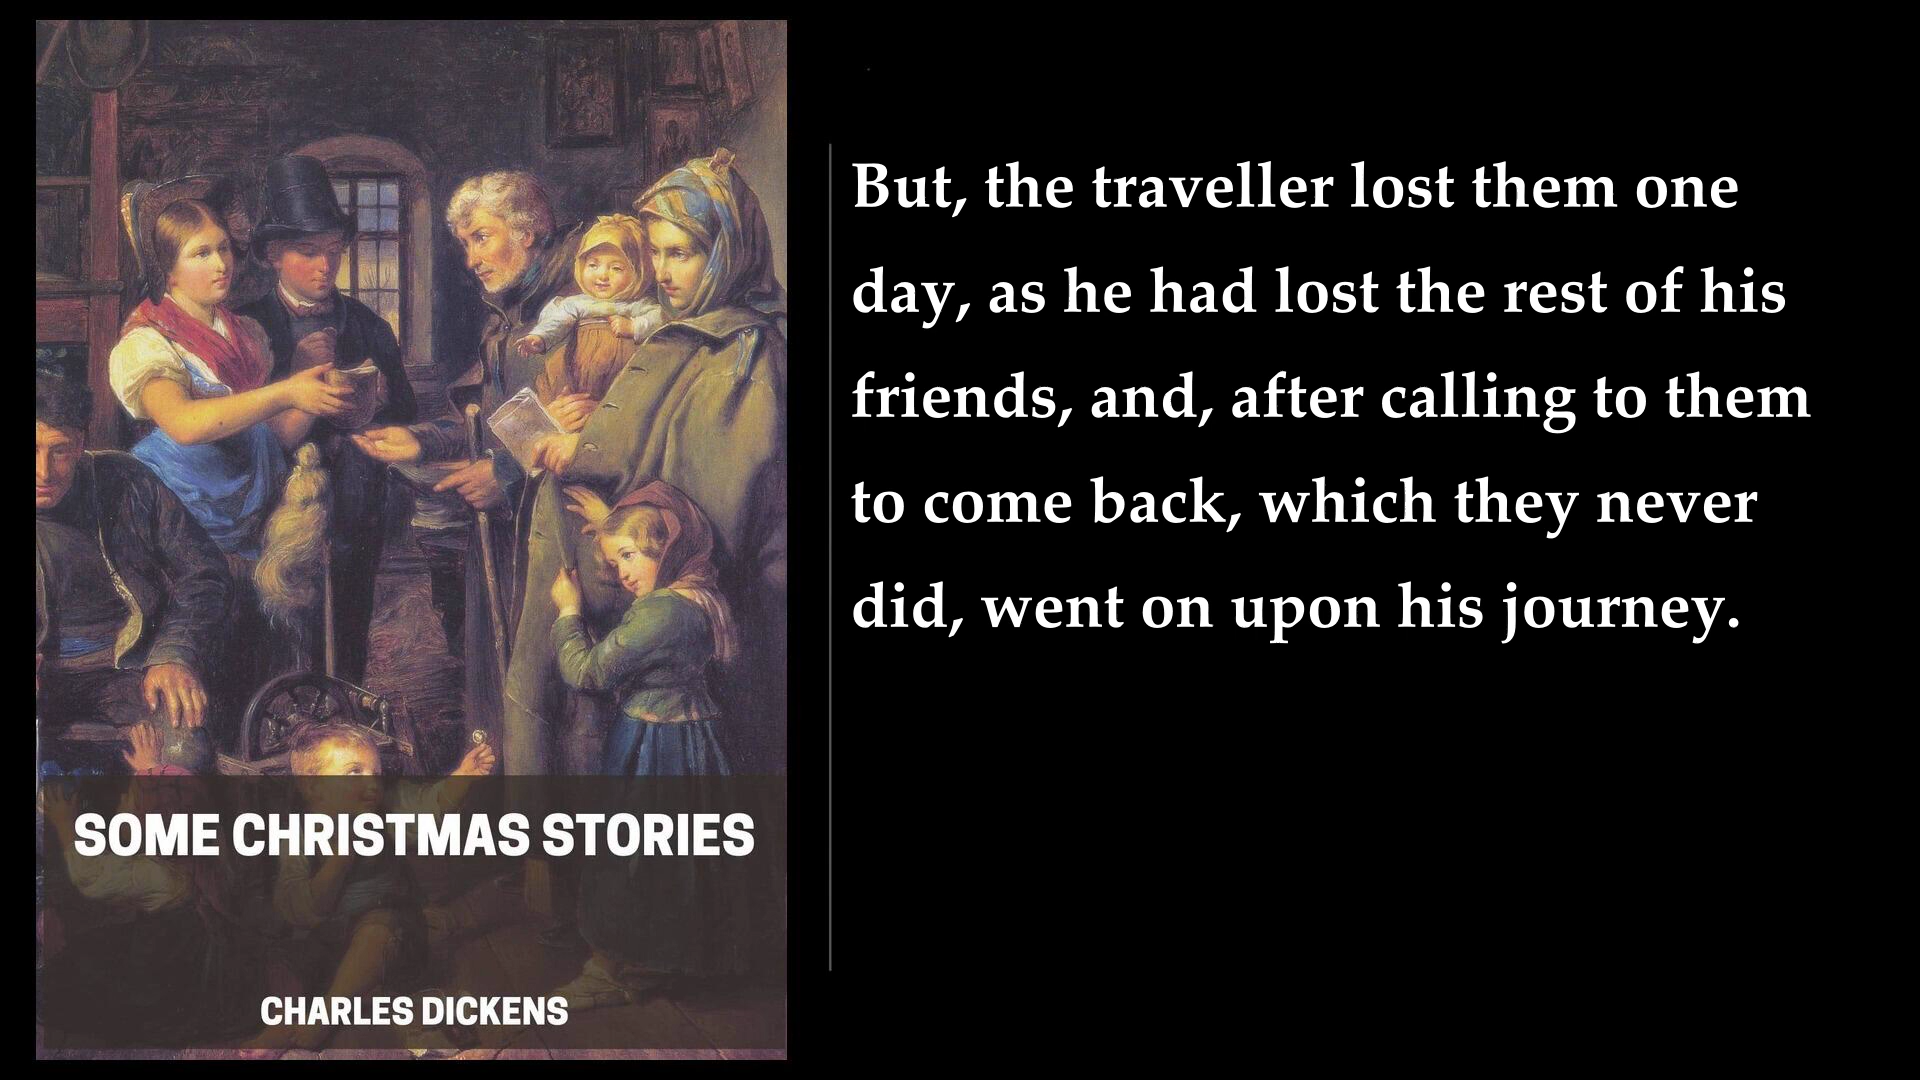 SOME CHRISTMAS STORIES
CHARLES DICKENS
But, the traveller lost them one
day, as he had lost the rest of his
friends, and, after calling to them
to come back, which they never
did, went on upon his journey.